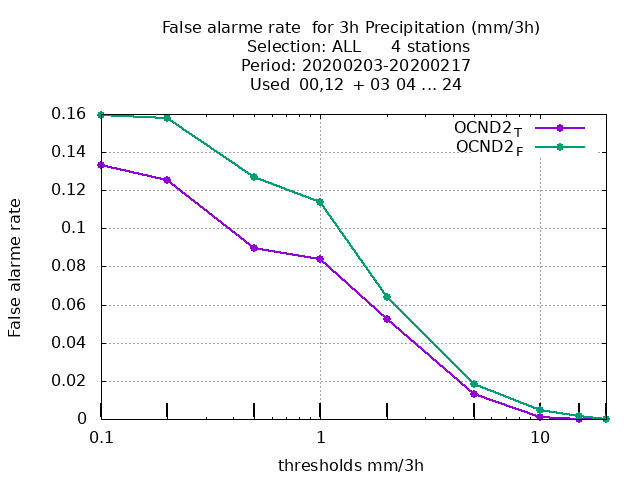 False alarme rate  for 3h Precipitation (mm/3h)
Selection: ALL      4 stations
Period: 20200203-20200217
Used  00,12  + 03 04 ... 24
OCND2_T
OCND2_F
False alarme rate
0.16
0.14
0.12
0.1
0.08
0.06
0.04
0.02
0
0.1 1 10
thresholds mm/3h